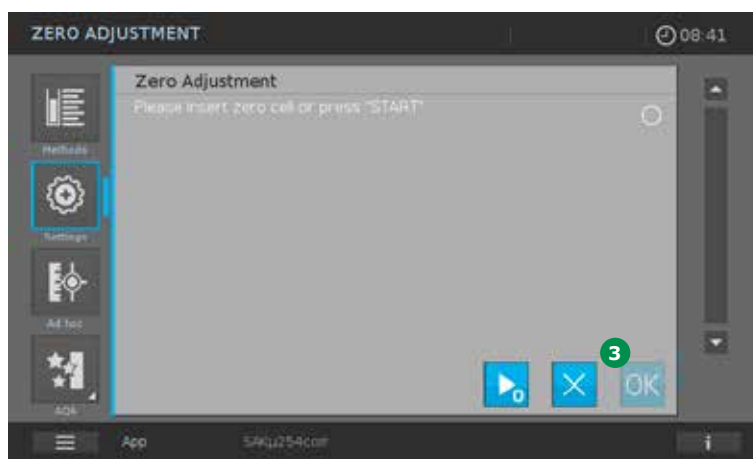 ZERO ADJUSTMENT
08:41
Zero Adjustment
Please insert zero cell or press "START"
Methods
Settings
Ad hoc
AQA
3
0
OK
App
i